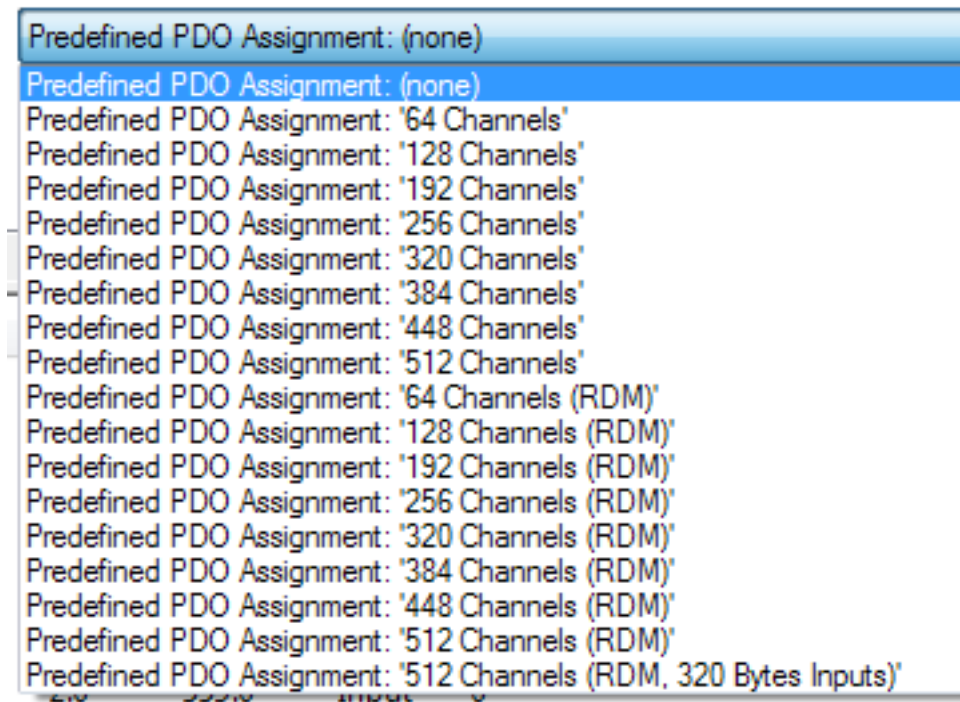 Predefined PDO Assignment: (none)
Predefined PDO Assignment: (none)
Predefined PDO Assignment: '64 Channels'
Predefined PDO Assignment: '128 Channels'
Predefined PDO Assignment: '192 Channels'
Predefined PDO Assignment: '256 Channels'
Predefined PDO Assignment: '320 Channels'
Predefined PDO Assignment: '384 Channels'
Predefined PDO Assignment: '448 Channels'
Predefined PDO Assignment: '512 Channels'
Predefined PDO Assignment: '64 Channels (RDM)'
Predefined PDO Assignment: '128 Channels (RDM)'
Predefined PDO Assignment: '192 Channels (RDM)'
Predefined PDO Assignment: '256 Channels (RDM)'
Predefined PDO Assignment: '320 Channels (RDM)'
Predefined PDO Assignment: '384 Channels (RDM)'
Predefined PDO Assignment: '448 Channels (RDM)'
Predefined PDO Assignment: '512 Channels (RDM)'
Predefined PDO Assignment: '512 Channels (RDM, 320 Bytes Inputs)'